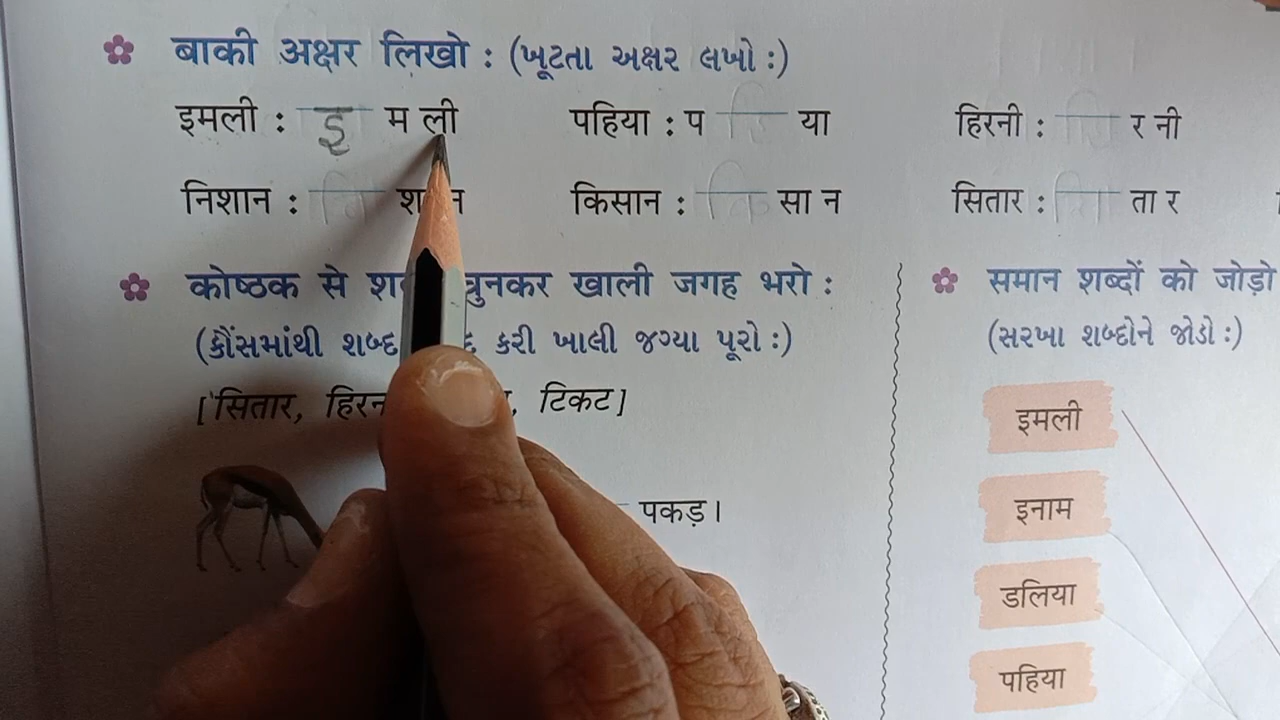 बाकी अक्षर लिखो : (ખૂટતા અક્ષર લખો :)
इमली : इ म ली पहिया : प हि या हिरनी : हि र नी
निशान : नि शा न किसान : कि सा न सितार : सि ता र
कोष्ठक से चुनकर खाली जगह भरो : समान शब्दों को जोड़ो
(કૌંસમાંથી શબ્દ કરી ખાલી જગ્યા પૂરો :) (સરખા શબ્દોને જોડો :)
[सितार, टिकट]
इमली
पकड़। इनाम
डलिया
पहिया